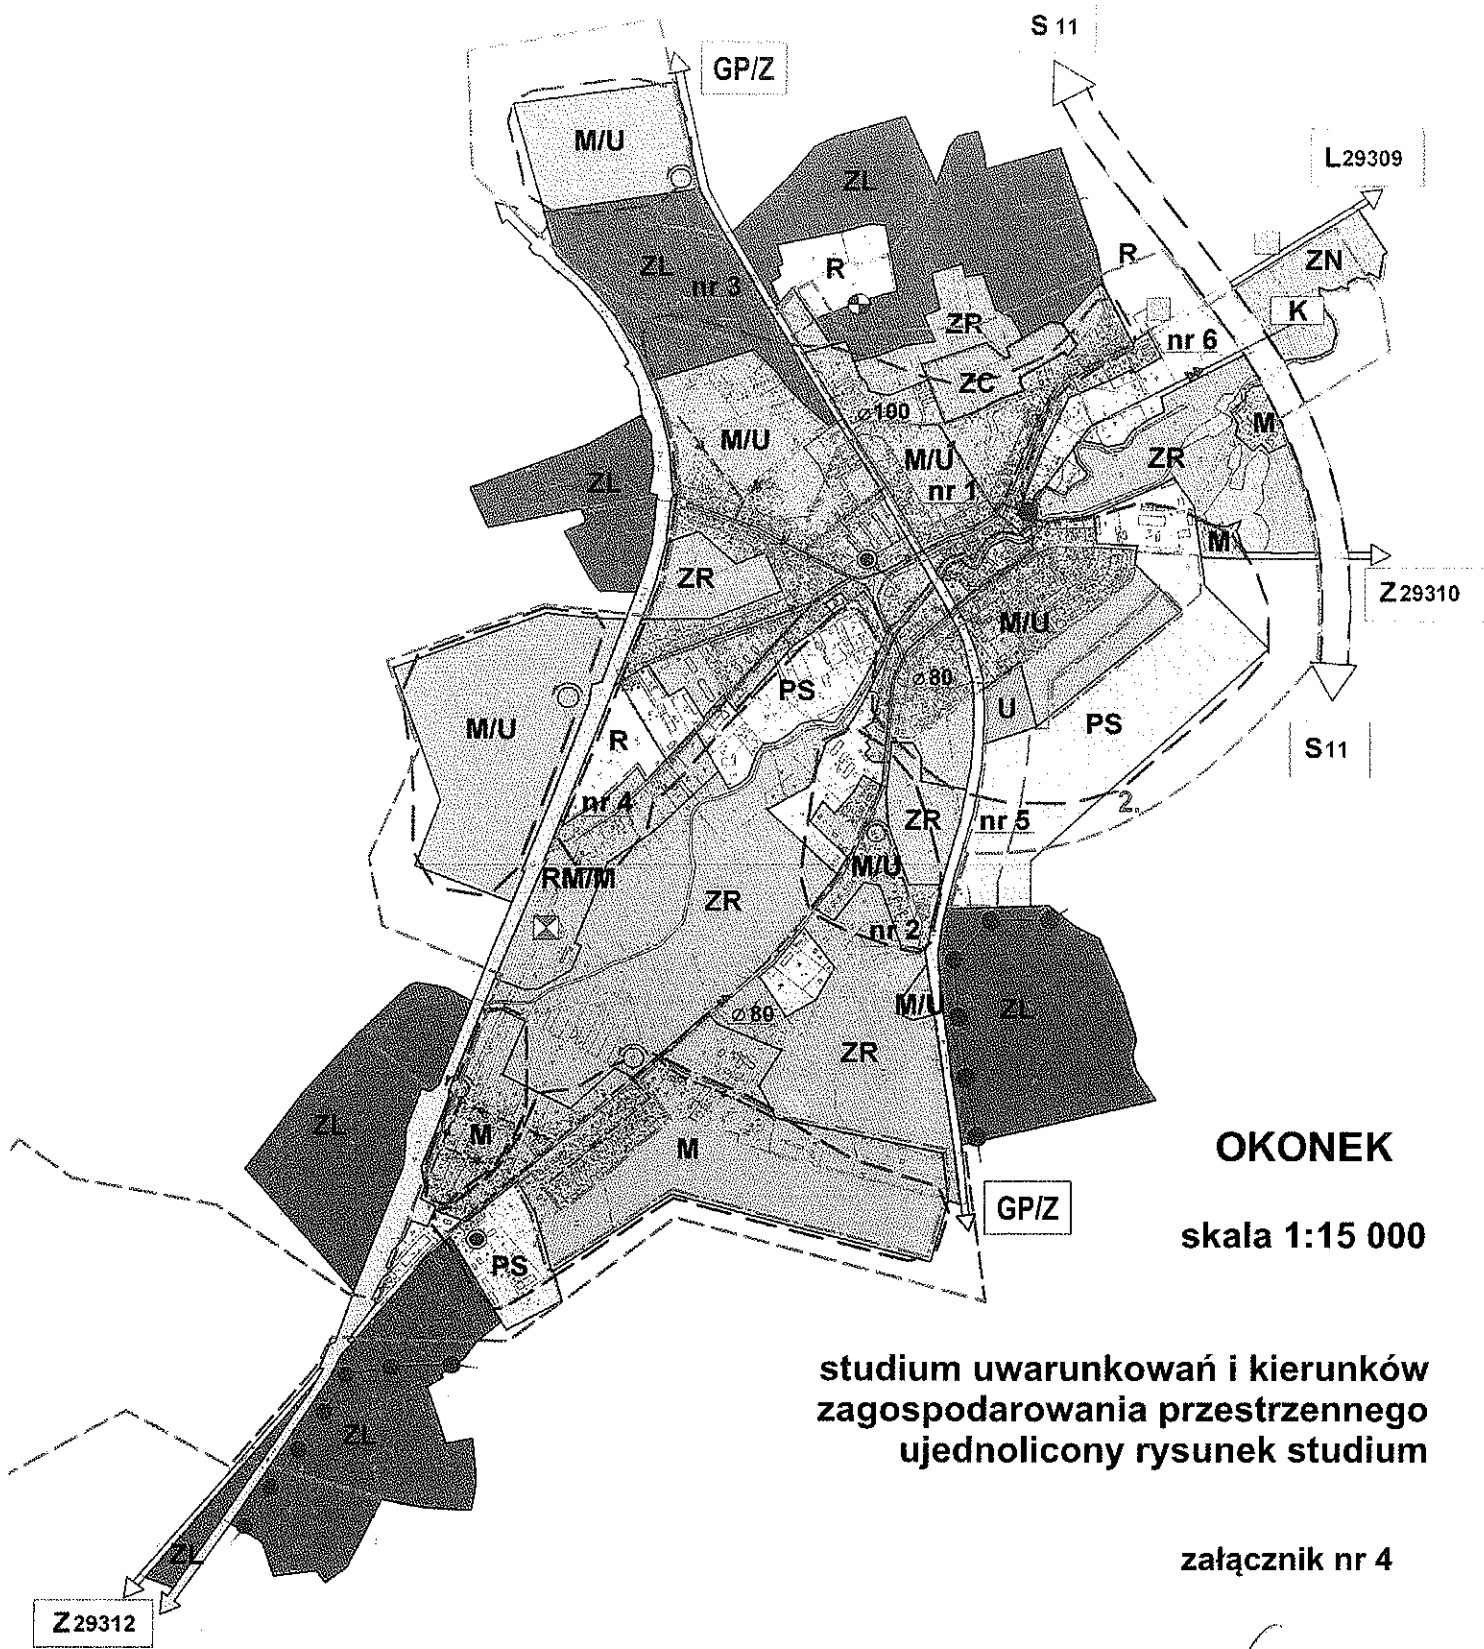 S 11
GP/Z
M/U
L29309
ZL
R
R
ZN
ZL
nr 3
K
ZR
nr 6
ZC
ø100
M/U
M
M/U
ZR
nr 1
ZL
M
ZR
Z 29310
M/U
ø 80
PS
U
M/U
PS
R
S11
nr 4
2.
ZR
nr 5
M/U
RM/M
ZR
nr 2
M/U
ZL
ø 80
ZR
ZL
M
M
OKONEK
GP/Z
skala 1:15 000
PS
studium uwarunkowań i kierunków
zagospodarowania przestrzennego
ujednolicony rysunek studium
ZL
ZL
załącznik nr 4
Z 29312